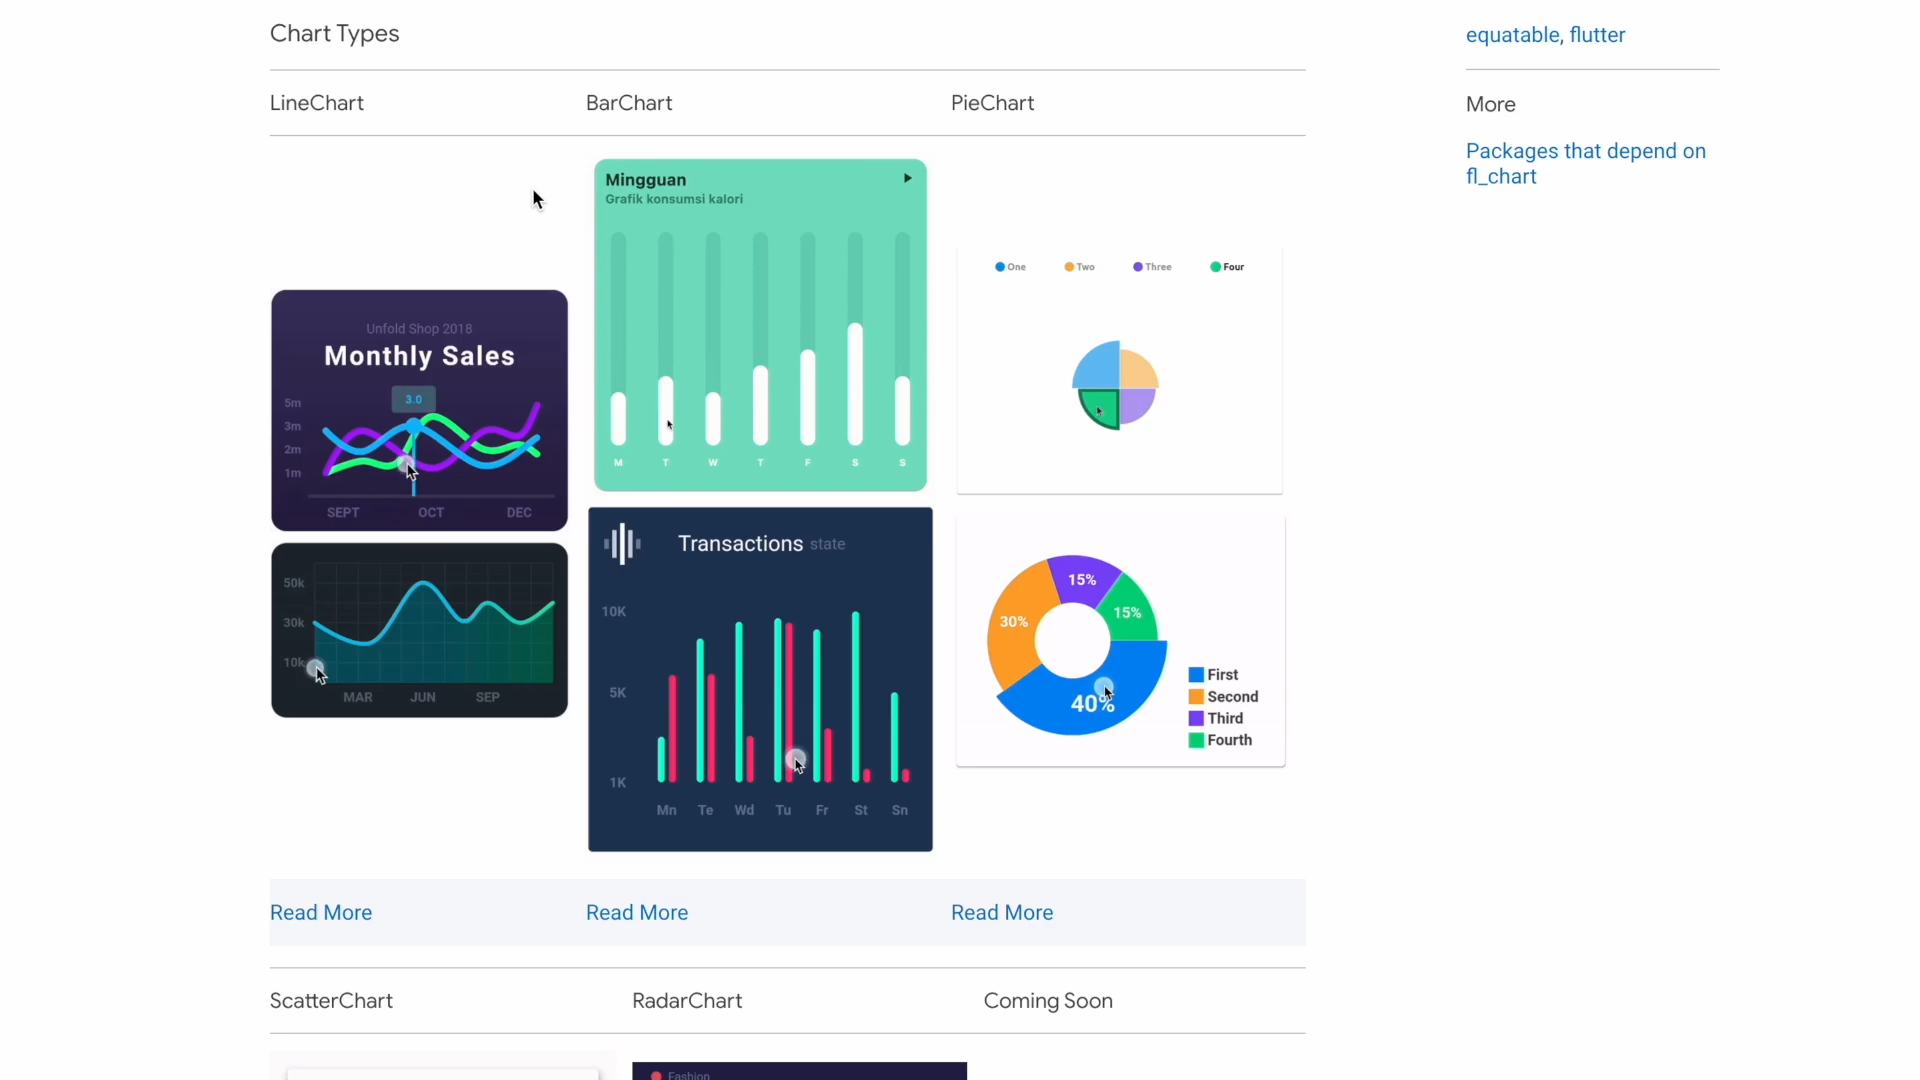 Chart Types
equatable, flutter
LineChart
BarChart
PieChart
More
Packages that depend on
fl_chart
Mingguan
Grafik konsumsi kalori
M T W T F S S
One Two Three Four
Unfold Shop 2018
Monthly Sales
3.0
5m
3m
2m
1m
SEPT OCT DEC
50k
30k
10k
MAR JUN SEP
Transactions state
10K
5K
1K
Mn Te Wd Tu Fr St Sn
15%
15%
30%
40%
First
Second
Third
Fourth
Read More
Read More
Read More
ScatterChart
RadarChart
Coming Soon
Fashion